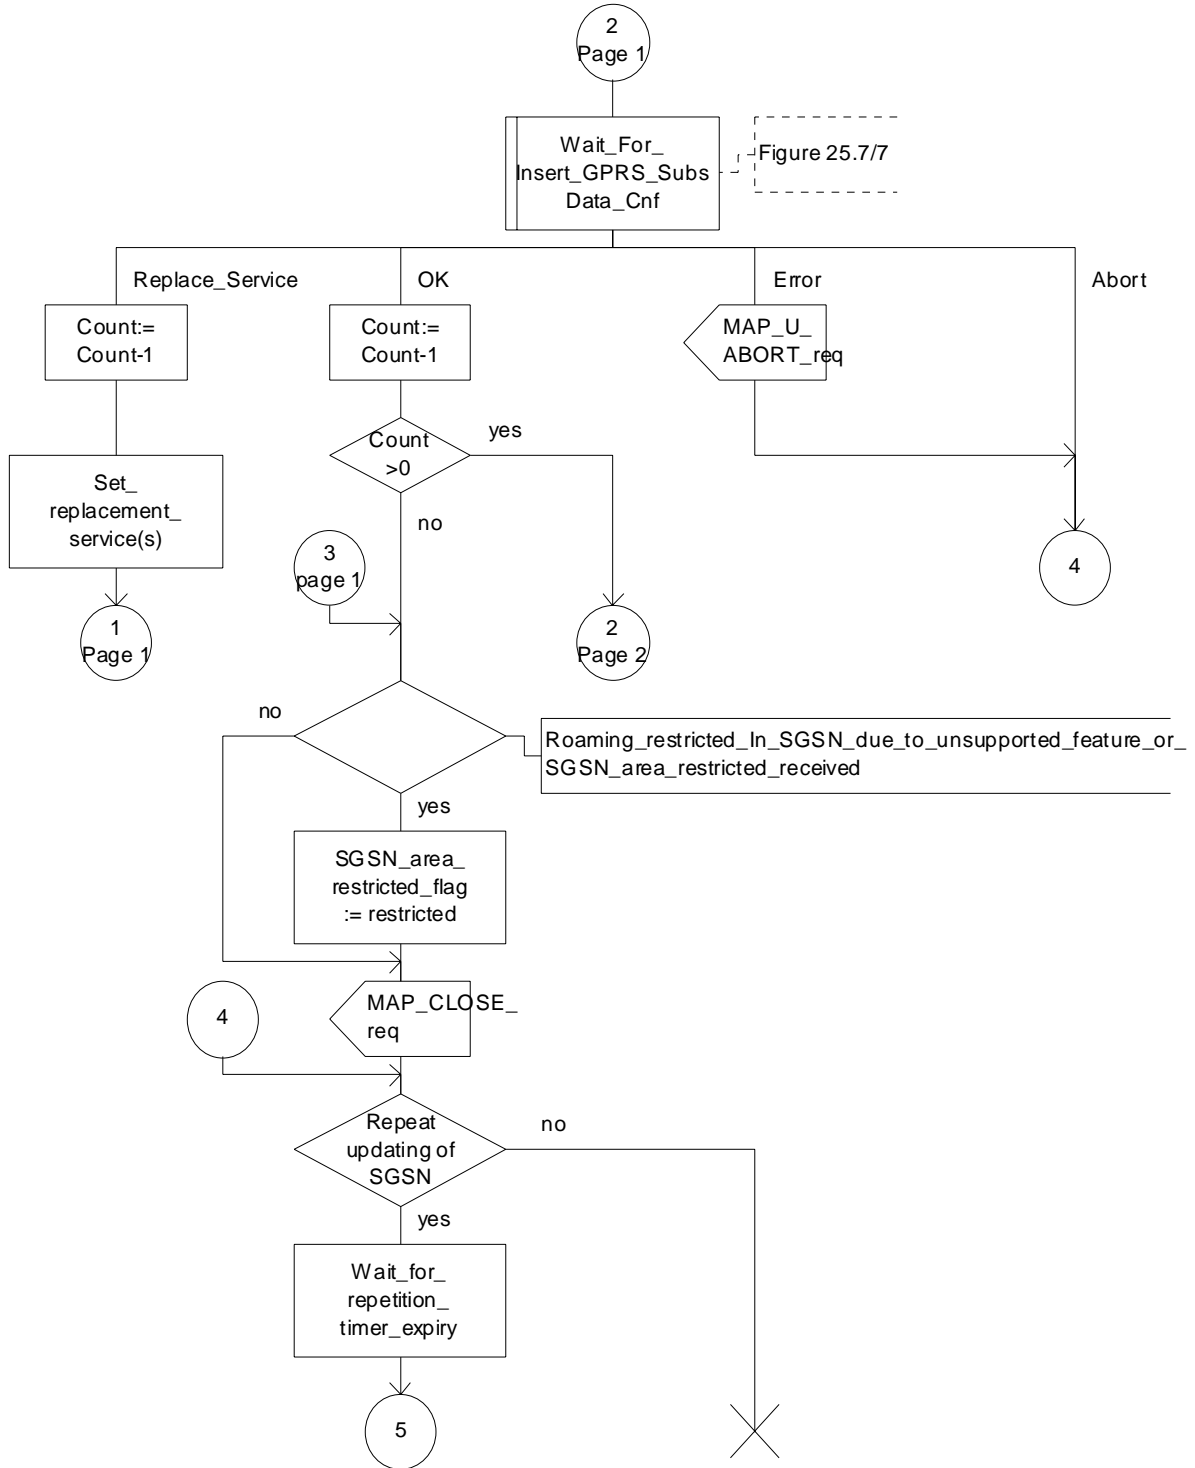 2
Page 1
Wait_For_
Insert_GPRS_Subs
Data_Cnf
Figure 25.7/7
Replace_Service
OK
Error
Abort
Count:=
Count-1
Count:=
Count-1
MAP_U_
ABORT_req
Count
>0
yes
Set_
replacement_
service(s)
no
3
page 1
4
1
Page 1
2
Page 2
no
Roaming_restricted_In_SGSN_due_to_unsupported_feature_or_
SGSN_area_restricted_received
yes
SGSN_area_
restricted_flag
:= restricted
4
MAP_CLOSE_
req
Repeat
updating of
SGSN
no
yes
Wait_for_
repetition_
timer_expiry
5